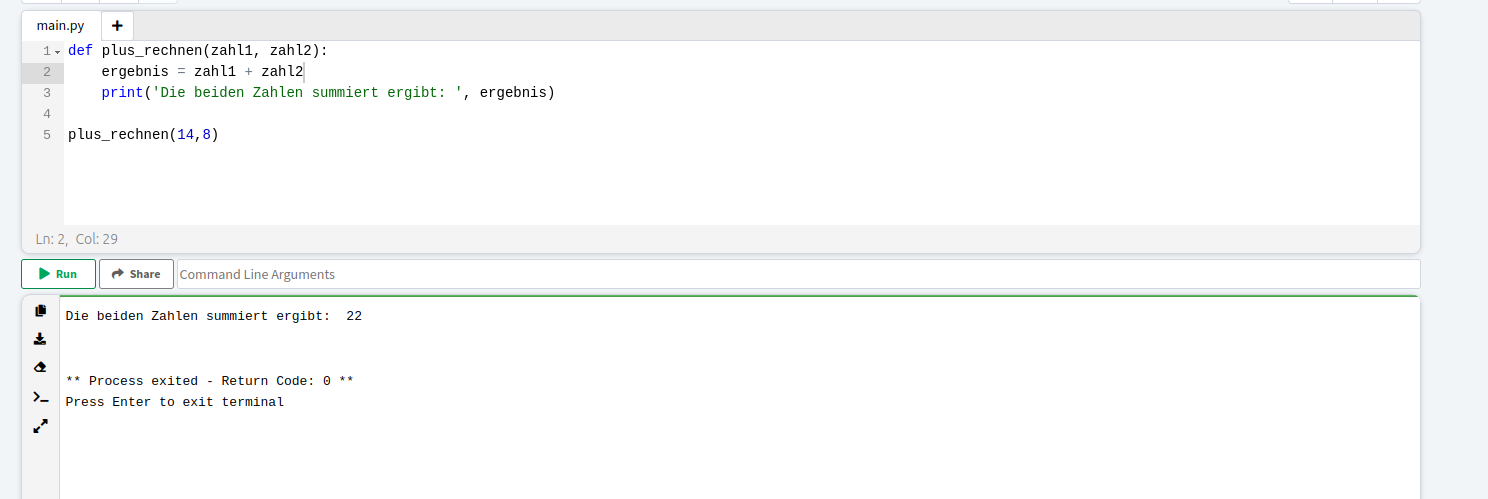 main.py +
1 def plus_rechnen(zahl1, zahl2):
2     ergebnis = zahl1 + zahl2
3     print('Die beiden Zahlen summiert ergibt: ', ergebnis)
4
5 plus_rechnen(14,8)
Ln: 2,  Col: 29
Run Share Command Line Arguments
Die beiden Zahlen summiert ergibt:  22
** Process exited - Return Code: 0 **
Press Enter to exit terminal